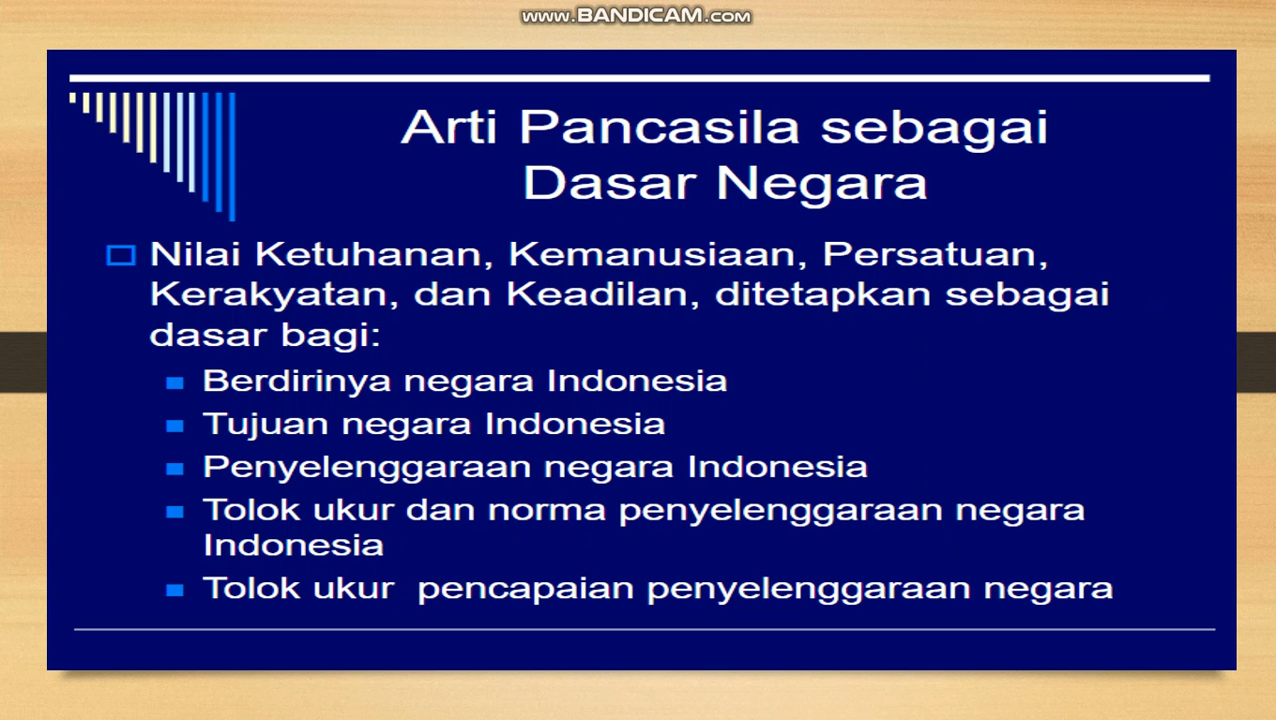 www.BANDICAM.com
Arti Pancasila sebagai
Dasar Negara
Nilai Ketuhanan, Kemanusiaan, Persatuan,
Kerakyatan, dan Keadilan, ditetapkan sebagai
dasar bagi:
Berdirinya negara Indonesia
Tujuan negara Indonesia
Penyelenggaraan negara Indonesia
Tolok ukur dan norma penyelenggaraan negara
Indonesia
Tolok ukur pencapaian penyelenggaraan negara